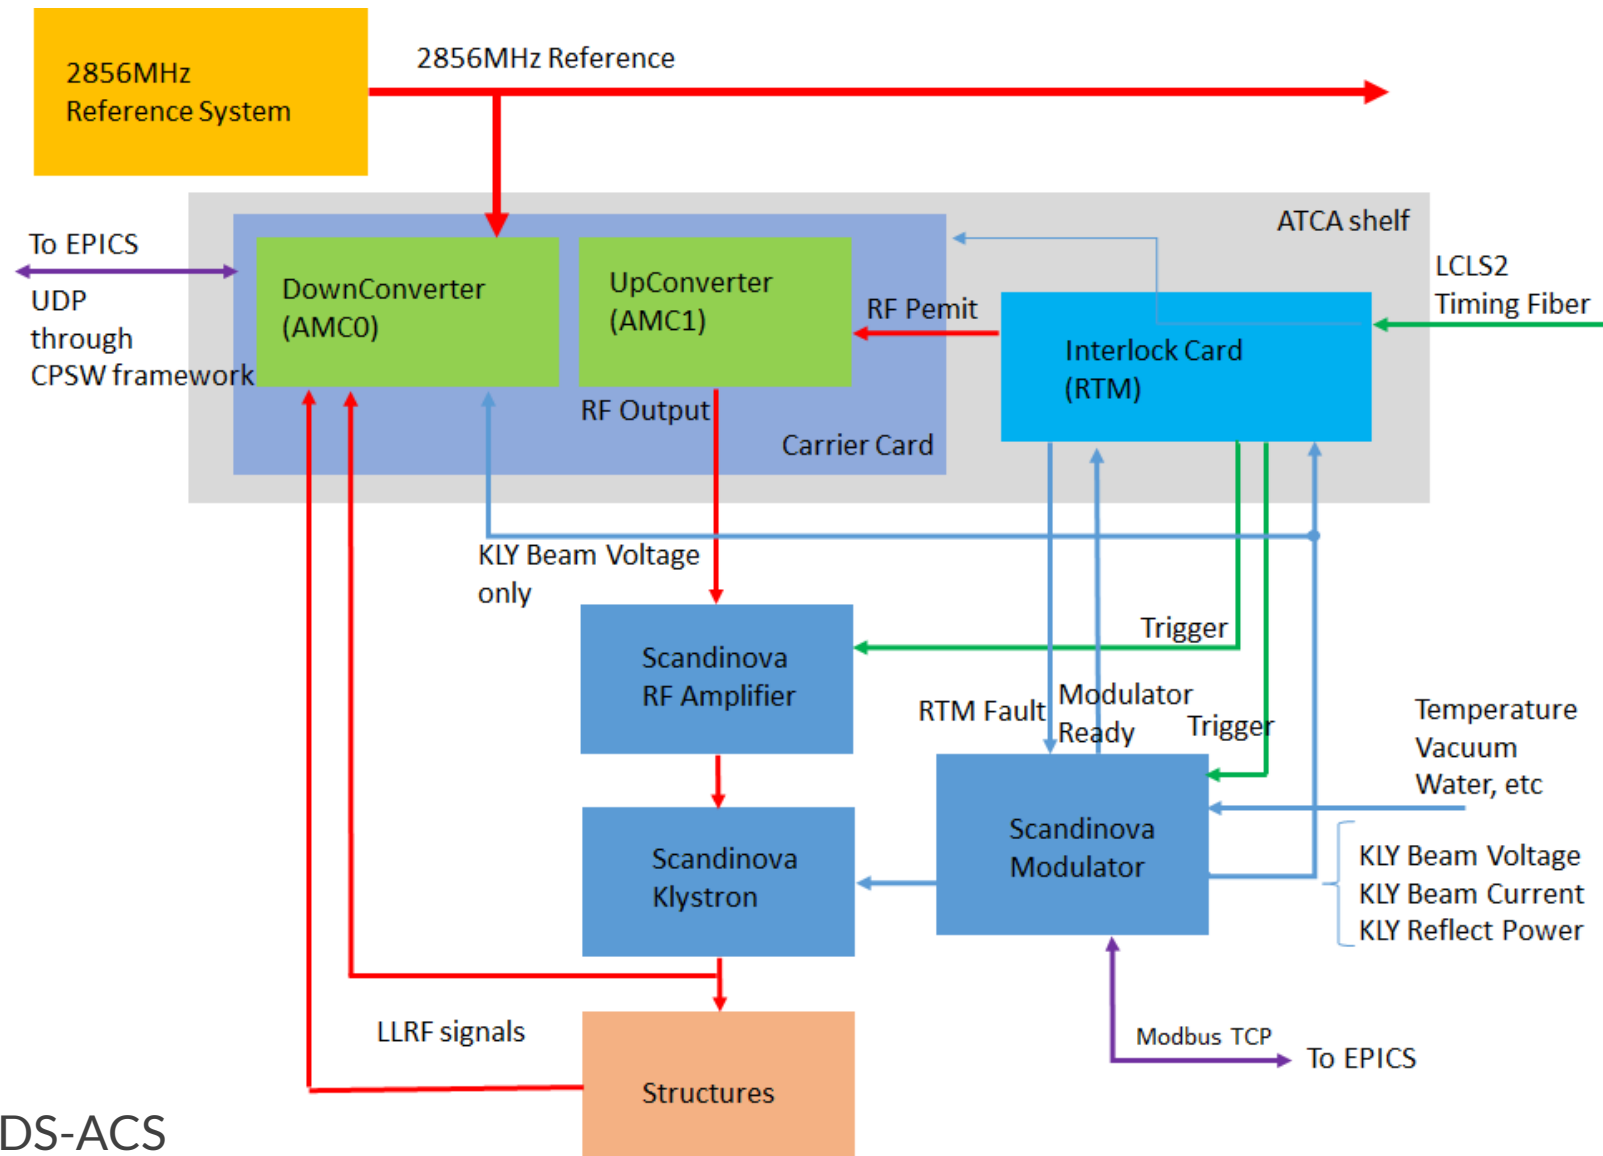 2856MHz
Reference System
2856MHz Reference
ATCA shelf
To EPICS
UDP
through
CPSW framework
DownConverter
(AMC0)
UpConverter
(AMC1)
RF Pemit
LCLS2
Timing Fiber
Interlock Card
(RTM)
RF Output
Carrier Card
KLY Beam Voltage
only
Trigger
Scandinova
RF Amplifier
RTM Fault
Modulator
Ready
Trigger
Temperature
Vacuum
Water, etc
Scandinova
Klystron
Scandinova
Modulator
KLY Beam Voltage
KLY Beam Current
KLY Reflect Power
LLRF signals
Modbus TCP
To EPICS
Structures
DS-ACS